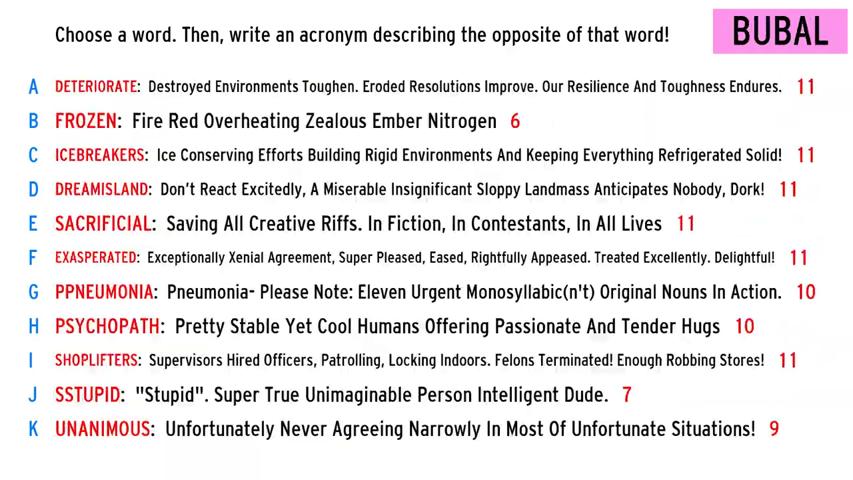 Choose a word. Then, write an acronym describing the opposite of that word!
BUBAL
A DETERIORATE: Destroyed Environments Toughen. Eroded Resolutions Improve. Our Resilience And Toughness Endures. 11
B FROZEN: Fire Red Overheating Zealous Ember Nitrogen 6
C ICEBREAKERS: Ice Conserving Efforts Building Rigid Environments And Keeping Everything Refrigerated Solid! 11
D DREAMISLAND: Don't React Excitedly, A Miserable Insignificant Sloppy Landmass Anticipates Nobody, Dork! 11
E SACRIFICIAL: Saving All Creative Riffs. In Fiction, In Contestants, In All Lives 11
F EXASPERATED: Exceptionally Xenial Agreement, Super Pleased, Eased, Rightfully Appeased. Treated Excellently. Delightful! 11
G PPNEUMONIA: Pneumonia- Please Note: Eleven Urgent Monosyllabic(n't) Original Nouns In Action. 10
H PSYCHOPATH: Pretty Stable Yet Cool Humans Offering Passionate And Tender Hugs 10
I SHOPLIFTERS: Supervisors Hired Officers, Patrolling, Locking Indoors. Felons Terminated! Enough Robbing Stores! 11
J SSTUPID: "Stupid". Super True Unimaginable Person Intelligent Dude. 7
K UNANIMOUS: Unfortunately Never Agreeing Narrowly In Most Of Unfortunate Situations! 9